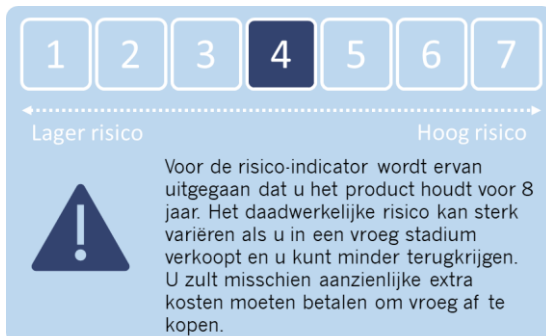 1 2 3 4 5 6 7
Lager risico Hoog risico
Voor de risico-indicator wordt ervan
uitgegaan dat u het product houdt voor 8
jaar. Het daadwerkelijke risico kan sterk
variëren als u in een vroeg stadium
verkoopt en u kunt minder terugkrijgen.
U zult misschien aanzienlijke extra
kosten moeten betalen om vroeg af te
kopen.